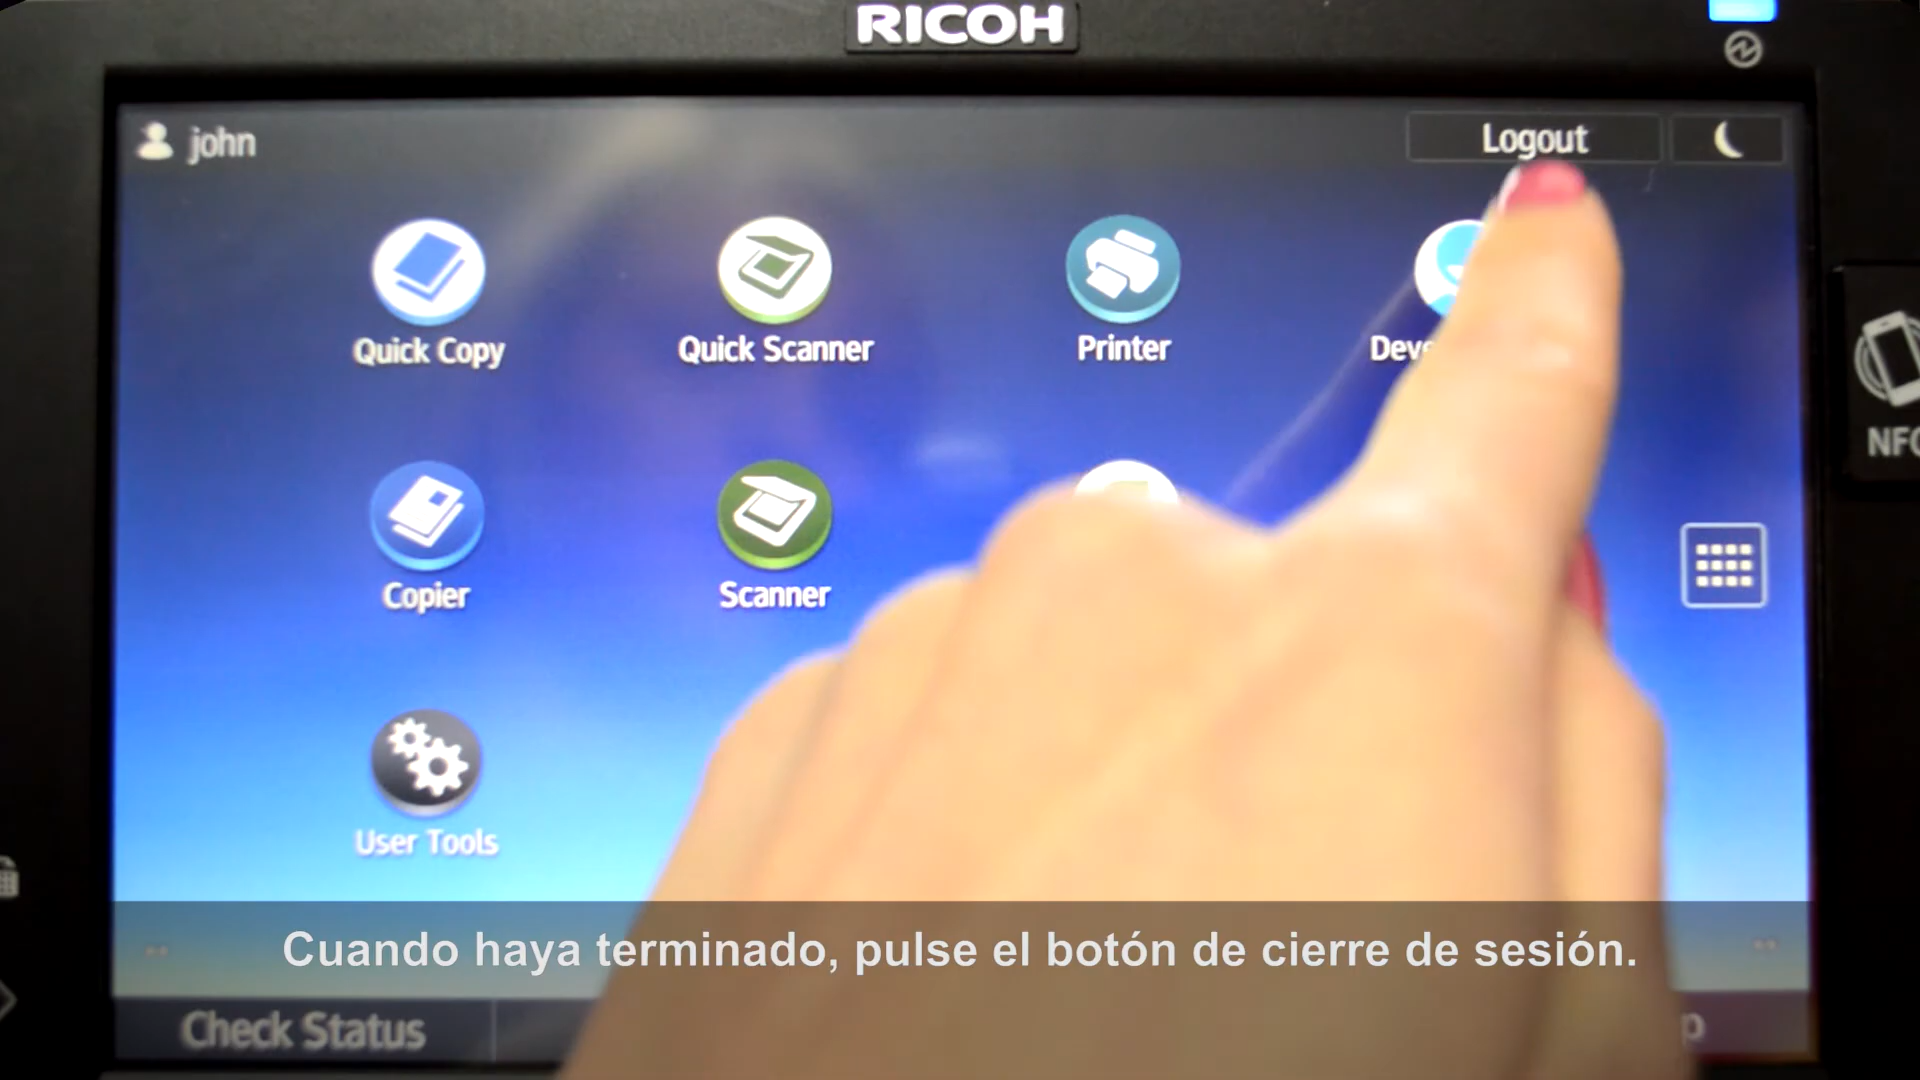 RICOH
john
Logout
Quick Copy
Quick Scanner
Printer
Copier
Scanner
User Tools
Cuando haya terminado, pulse el botón de cierre de sesión.
Check Status